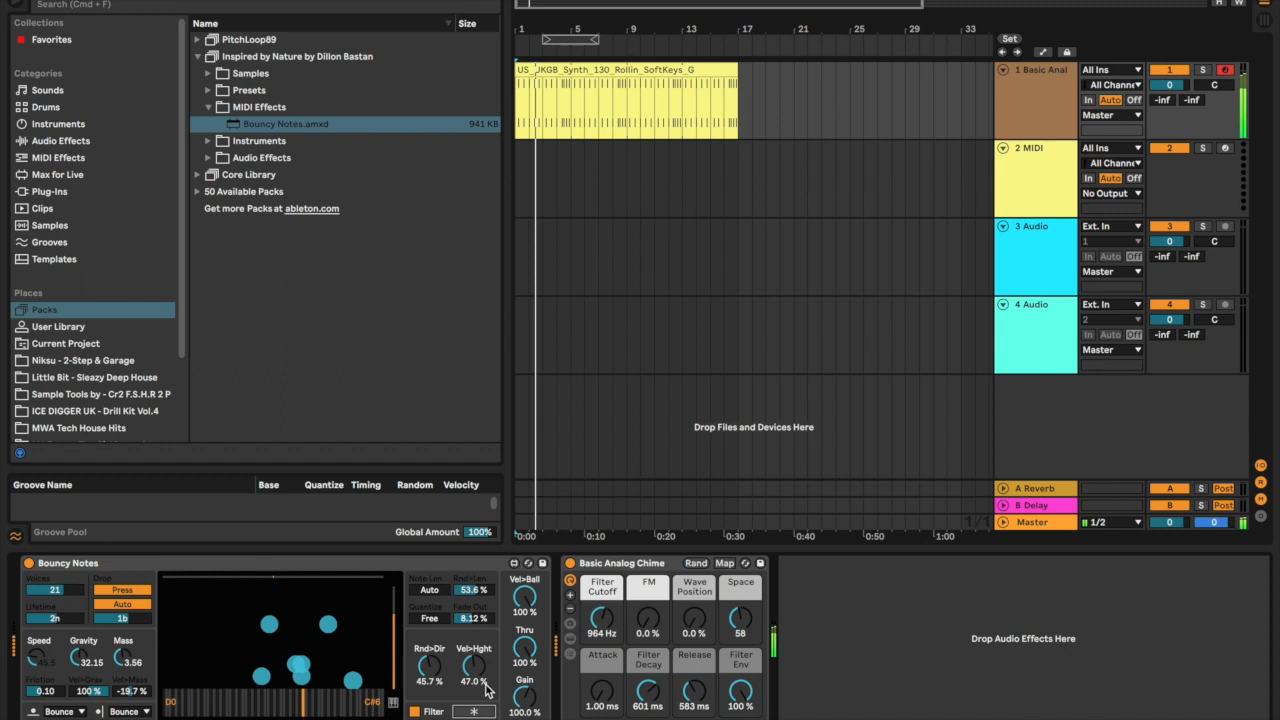 Search (Cmd + F)
H W
Collections
Favorites
Categories
Sounds
Drums
Instruments
Audio Effects
MIDI Effects
Max for Live
Plug-Ins
Clips
Samples
Grooves
Templates
Places
Packs
User Library
Current Project
Niksu - 2-Step & Garage
Little Bit - Sleazy Deep House
Sample Tools by - Cr2 F.S.H.R 2 P
ICE DIGGER UK - Drill Kit Vol.4
MWA Tech House Hits
Name Size
PitchLoop89
Inspired by Nature by Dillon Bastan
Samples
Presets
MIDI Effects
Bouncy Notes.amxd 941 KB
Instruments
Audio Effects
Core Library
50 Available Packs
Get more Packs at ableton.com
Groove Name Base Quantize Timing Random Velocity
Groove Pool Global Amount 100%
1 5 9 13 17 21 25 29 33
Set
US_UKGB_Synth_130_Rollin_SoftKeys_G
Drop Files and Devices Here
1/1
0:00 0:10 0:20 0:30 0:40 0:50 1:00
1 Basic Anal All Ins 1 S
All Channe 0 C
In Auto Off -inf -inf
Master
2 MIDI All Ins 2 S
All Channe
In Auto Off
No Output
3 Audio Ext. In 3 S
1 0 C
In Auto Off -inf -inf
Master
4 Audio Ext. In 4 S
2 0 C
In Auto Off -inf -inf
Master
A Reverb A S Post
B Delay B S Post
Master 1/2 0 0
IO
R
M
D
Bouncy Notes
Voices Drop
21 Press
Lifetime Auto
2n 1b
Speed Gravity Mass
45.5 32.15 3.56
Friction Vel>Grav
0.10 100 % -19.7 %
Bounce Bounce
D0 C#6
Note Len Rnd>Len
Auto 53.6 %
Quantize Fade Out
Free 8.12 %
Rnd>Dir Vel>Hght
45.7 % 47.0 %
Filter *
Vel>Ball
100 %
Thru
100 %
Gain
100.0 %
Basic Analog Chime Rand Map
Filter Cutoff FM Wave Position Space
964 Hz 0.0 % 0.0 % 58
Attack Filter Decay Release Filter Env
1.00 ms 601 ms 583 ms 100 %
Drop Audio Effects Here